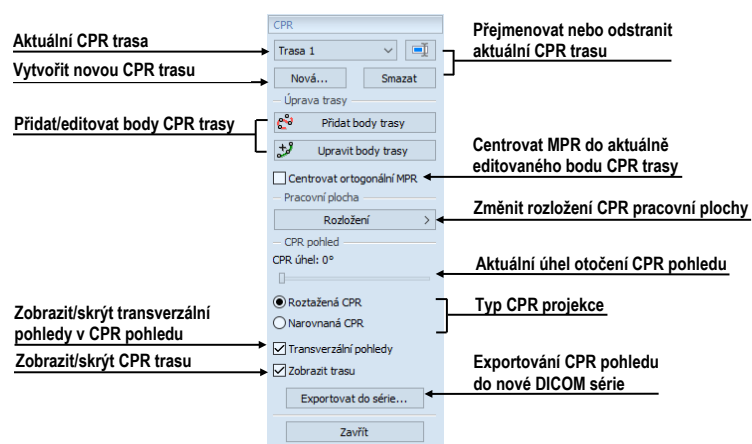 CPR
Aktuální CPR trasa
Trasa 1
Přejmenovat nebo odstranit
aktuální CPR trasu
Vytvořit novou CPR trasu
Nová...
Smazat
Úprava trasy
Přidat/editovat body CPR trasy
Přidat body trasy
Upravit body trasy
Centrovat MPR do aktuálně
editovaného bodu CPR trasy
Centrovat ortogonální MPR
Pracovní plocha
Rozložení
Změnit rozložení CPR pracovní plochy
CPR pohled
CPR úhel: 0°
Aktuální úhel otočení CPR pohledu
Roztažená CPR
Typ CPR projekce
Narovnaná CPR
Zobrazit/skrýt transverzální
pohledy v CPR pohledu
Transverzální pohledy
Zobrazit/skrýt CPR trasu
Zobrazit trasu
Exportování CPR pohledu
do nové DICOM série
Exportovat do série...
Zavřít